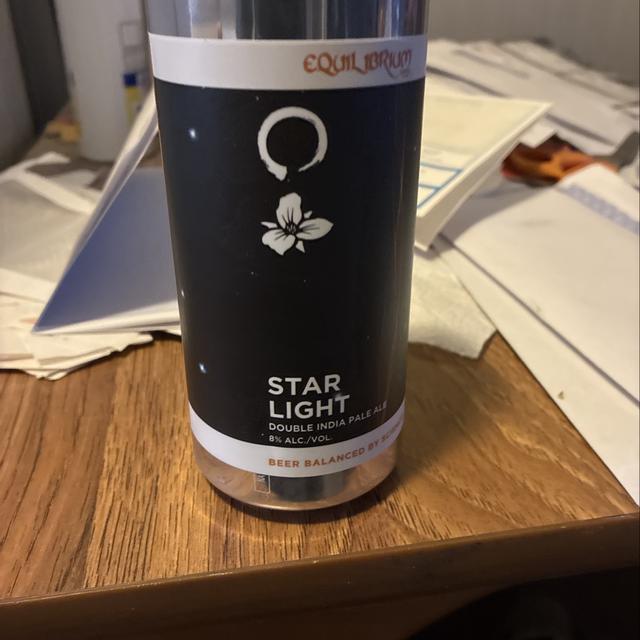 EQUILIBRIUM
STAR
LIGHT
DOUBLE INDIA PALE ALE
8% ALC./VOL.
BEER BALANCED BY